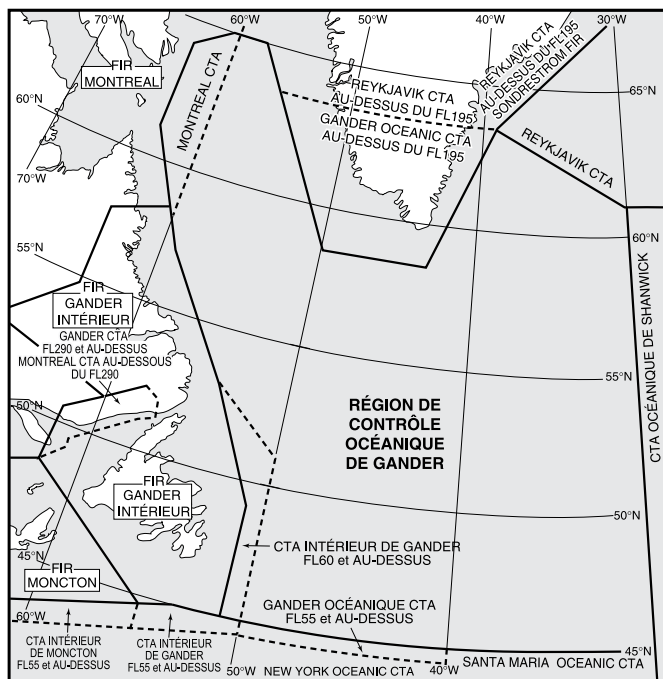 70°W
60°W
50°W
40°W
30°W
FIR
MONTREAL
MONTREAL CTA
REYKJAVIK CTA
AU-DESSUS DU FL195
GANDER OCEANIC CTA
AU-DESSUS DU FL195
REYKJAVIK CTA
AU-DESSUS DU FL195
SONDRESTROM FIR
65°N
60°N
REYKJAVIK CTA
70°W
60°N
55°N
FIR
GANDER
INTÉRIEUR
GANDER CTA
FL290 et AU-DESSUS
MONTREAL CTA AU-DESSOUS
DU FL290
CTA OCÉANIQUE DE SHANWICK
55°N
50°N
RÉGION DE
CONTRÔLE
OCÉANIQUE
DE GANDER
FIR
GANDER
INTÉRIEUR
50°N
CTA INTÉRIEUR DE GANDER
FL60 et AU-DESSUS
45°N
FIR
MONCTON
60°W
GANDER OCÉANIQUE CTA
FL55 et AU-DESSUS
CTA INTÉRIEUR
DE MONCTON
FL55 et AU-DESSUS
CTA INTÉRIEUR
DE GANDER
FL55 et AU-DESSUS
45°N
50°W
NEW YORK OCEANIC CTA
40°W
SANTA MARIA OCEANIC CTA